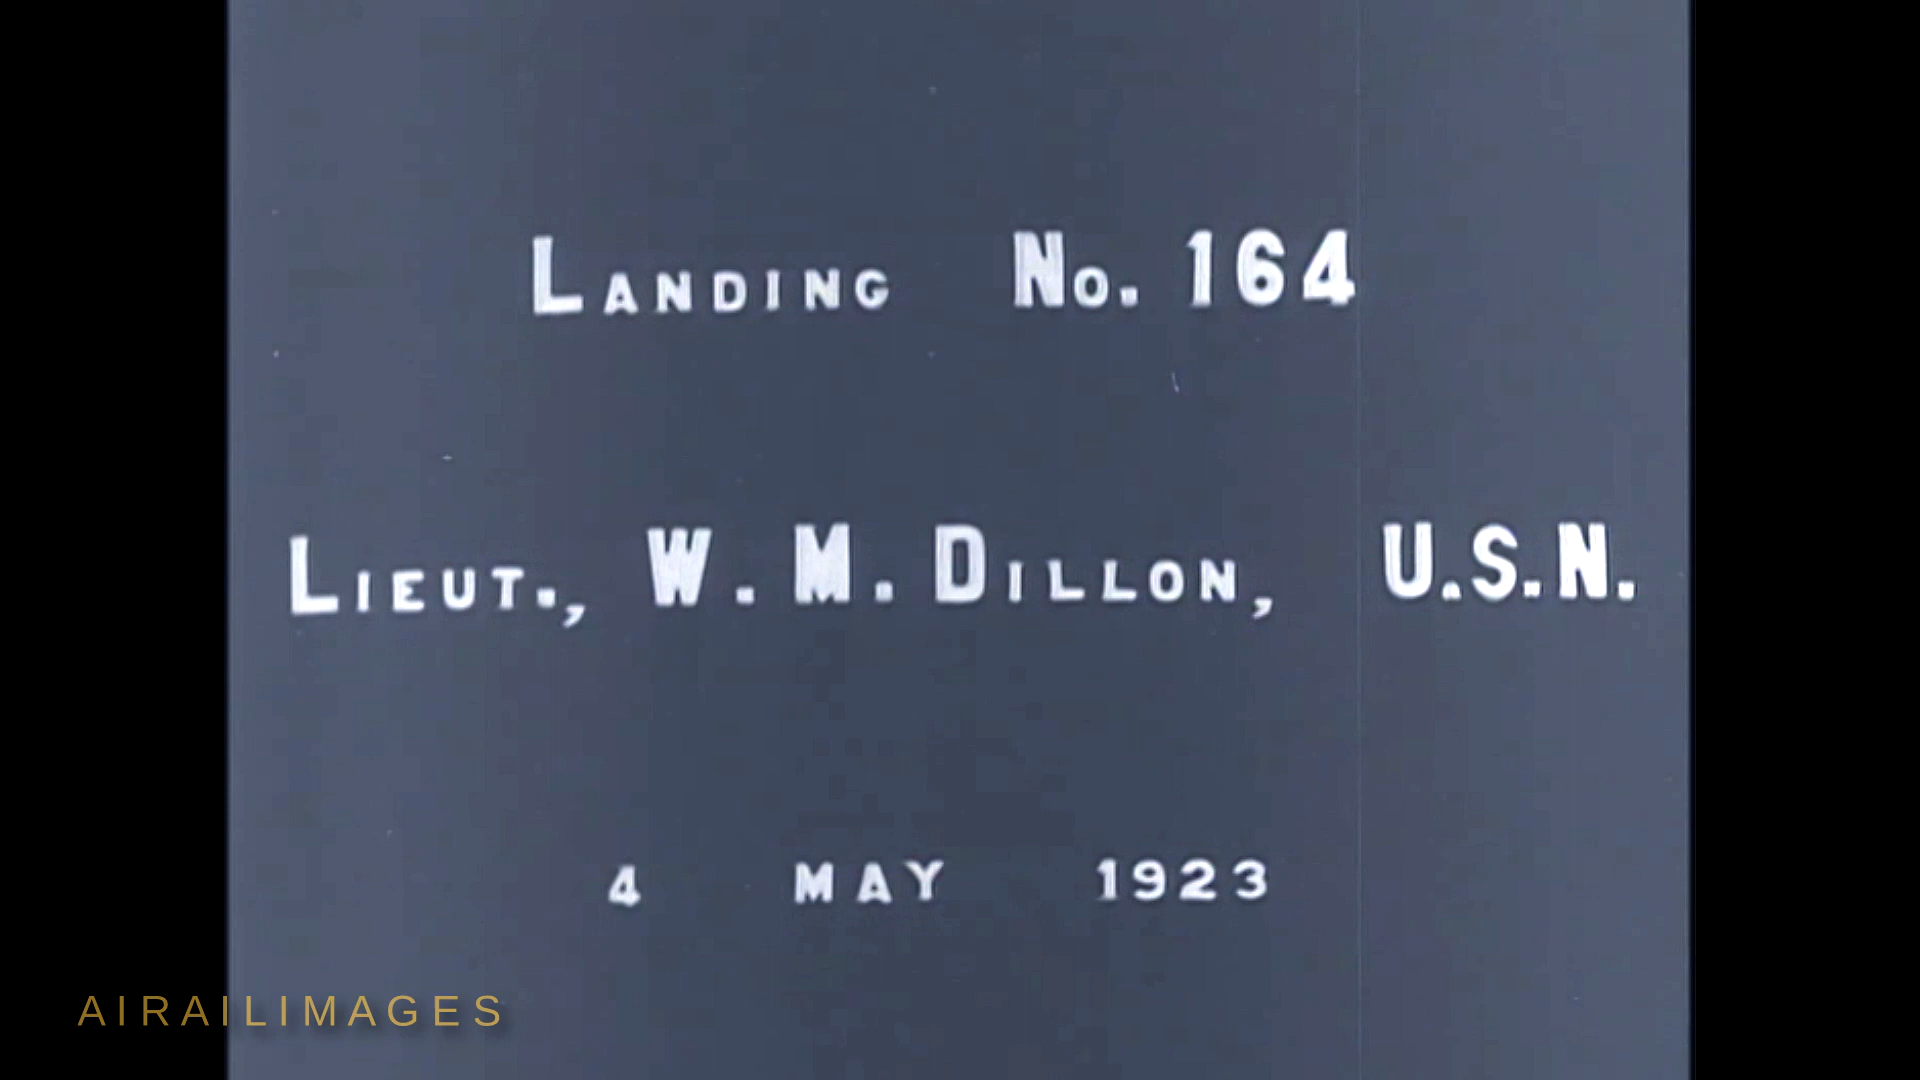 Landing No. 164
Lieut., W. M. Dillon, U.S.N.
4 MAY 1923
AIRAILIMAGES